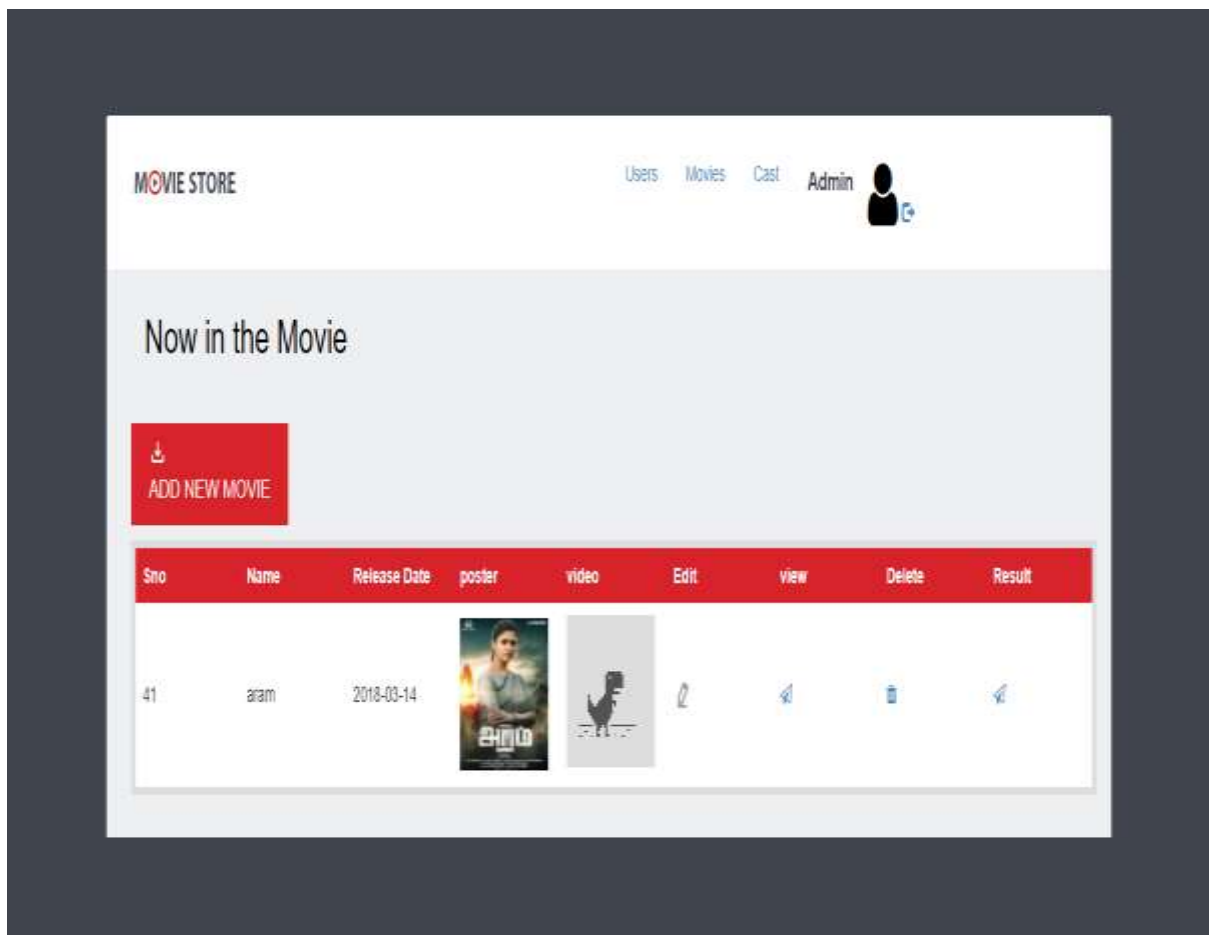 MOVIE STORE
Users Movies Cast Admin
Now in the Movie
ADD NEW MOVIE
Sno Name Release Date poster video Edit view Delete Result
41 aram 2018-03-14
அறம்